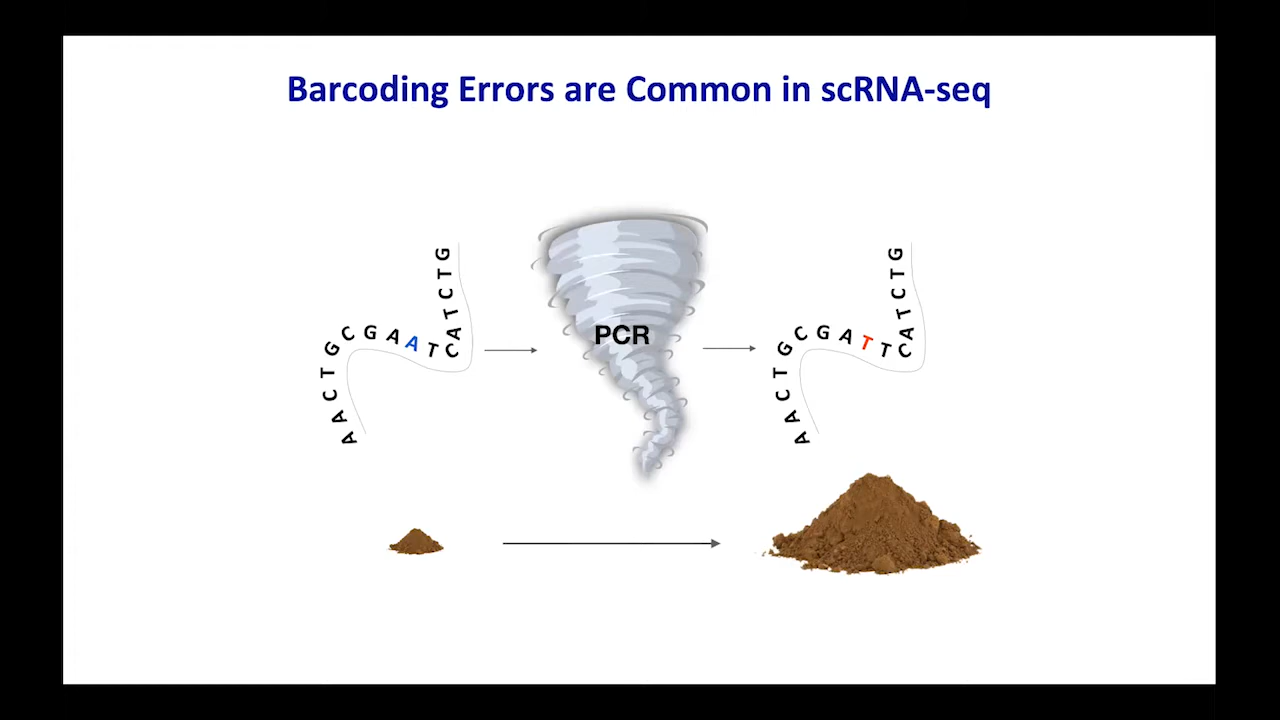 Barcoding Errors are Common in scRNA-seq
AACTGCGAATCATCTG
PCR
AACTGCGATTCATCTG